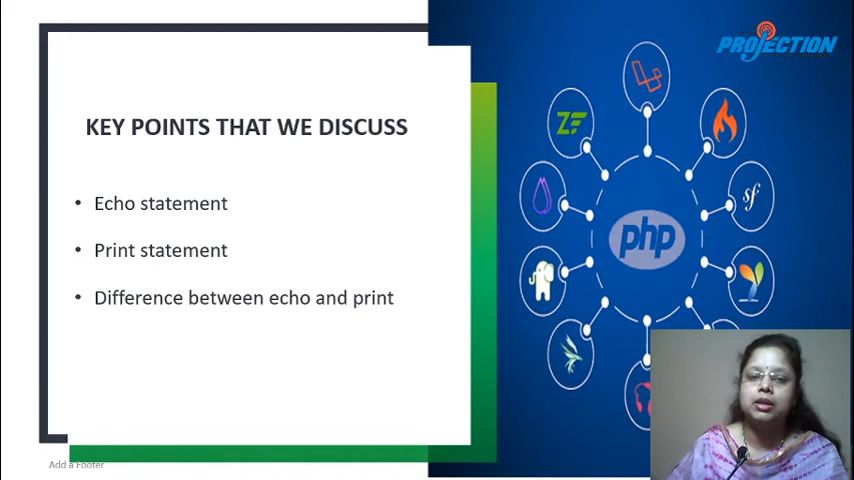 PROJECTION
KEY POINTS THAT WE DISCUSS
• Echo statement
• Print statement
• Difference between echo and print
ZF
sf
php
Add a Footer